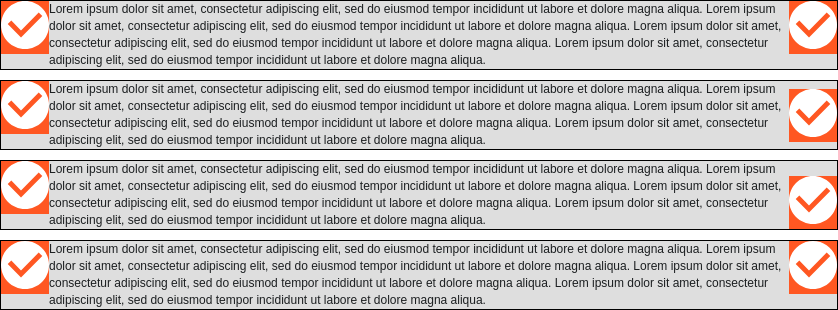 Lorem ipsum dolor sit amet, consectetur adipiscing elit, sed do eiusmod tempor incididunt ut labore et dolore magna aliqua. Lorem ipsum
dolor sit amet, consectetur adipiscing elit, sed do eiusmod tempor incididunt ut labore et dolore magna aliqua. Lorem ipsum dolor sit amet,
consectetur adipiscing elit, sed do eiusmod tempor incididunt ut labore et dolore magna aliqua. Lorem ipsum dolor sit amet, consectetur
adipiscing elit, sed do eiusmod tempor incididunt ut labore et dolore magna aliqua.
Lorem ipsum dolor sit amet, consectetur adipiscing elit, sed do eiusmod tempor incididunt ut labore et dolore magna aliqua. Lorem ipsum
dolor sit amet, consectetur adipiscing elit, sed do eiusmod tempor incididunt ut labore et dolore magna aliqua. Lorem ipsum dolor sit amet,
consectetur adipiscing elit, sed do eiusmod tempor incididunt ut labore et dolore magna aliqua. Lorem ipsum dolor sit amet, consectetur
adipiscing elit, sed do eiusmod tempor incididunt ut labore et dolore magna aliqua.
Lorem ipsum dolor sit amet, consectetur adipiscing elit, sed do eiusmod tempor incididunt ut labore et dolore magna aliqua. Lorem ipsum
dolor sit amet, consectetur adipiscing elit, sed do eiusmod tempor incididunt ut labore et dolore magna aliqua. Lorem ipsum dolor sit amet,
consectetur adipiscing elit, sed do eiusmod tempor incididunt ut labore et dolore magna aliqua. Lorem ipsum dolor sit amet, consectetur
adipiscing elit, sed do eiusmod tempor incididunt ut labore et dolore magna aliqua.
Lorem ipsum dolor sit amet, consectetur adipiscing elit, sed do eiusmod tempor incididunt ut labore et dolore magna aliqua. Lorem ipsum
dolor sit amet, consectetur adipiscing elit, sed do eiusmod tempor incididunt ut labore et dolore magna aliqua. Lorem ipsum dolor sit amet,
consectetur adipiscing elit, sed do eiusmod tempor incididunt ut labore et dolore magna aliqua. Lorem ipsum dolor sit amet, consectetur
adipiscing elit, sed do eiusmod tempor incididunt ut labore et dolore magna aliqua.